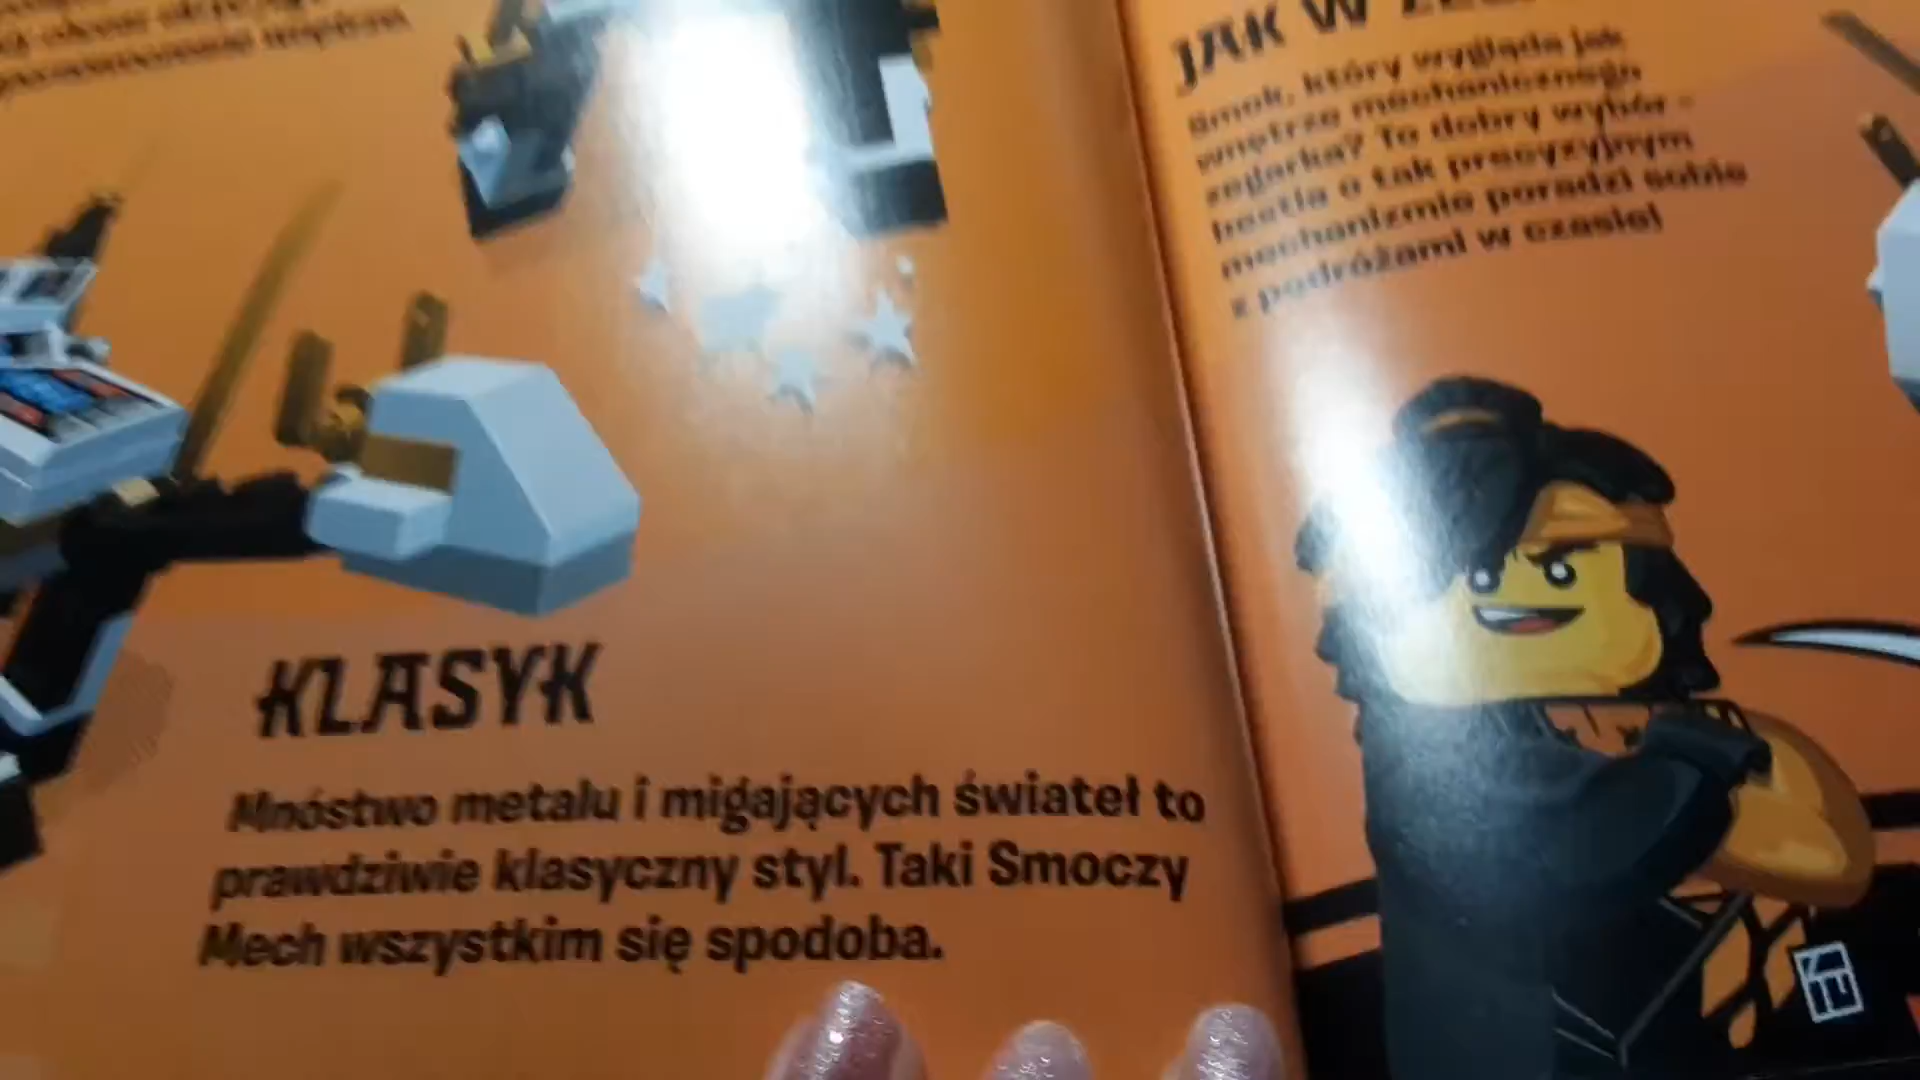 KLASYK
Mnóstwo metalu i migających świateł to
prawdziwie klasyczny styl. Taki Smoczy
Mech wszystkim się spodoba.
JAK W
Smok, który wygląda jak
wnętrze mechanicznego
zegarka? To dobry wybór –
bestia o tak precyzyjnym
mechanizmie poradzi sobie
z podróżami w czasie!